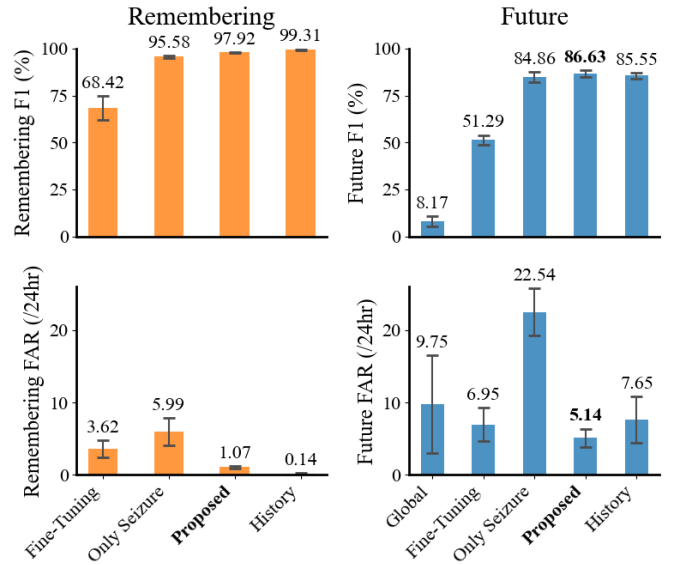 Remembering
Future
Remembering F1 (%)
100
75
50
25
0
68.42
95.58
97.92
99.31
Future F1 (%)
100
75
50
25
0
8.17
51.29
84.86
86.63
85.55
Remembering FAR (/24hr)
20
10
0
3.62
5.99
1.07
0.14
Fine-Tuning
Only Seizure
Proposed
History
Future FAR (/24hr)
20
10
0
9.75
6.95
22.54
5.14
7.65
Global
Fine-Tuning
Only Seizure
Proposed
History